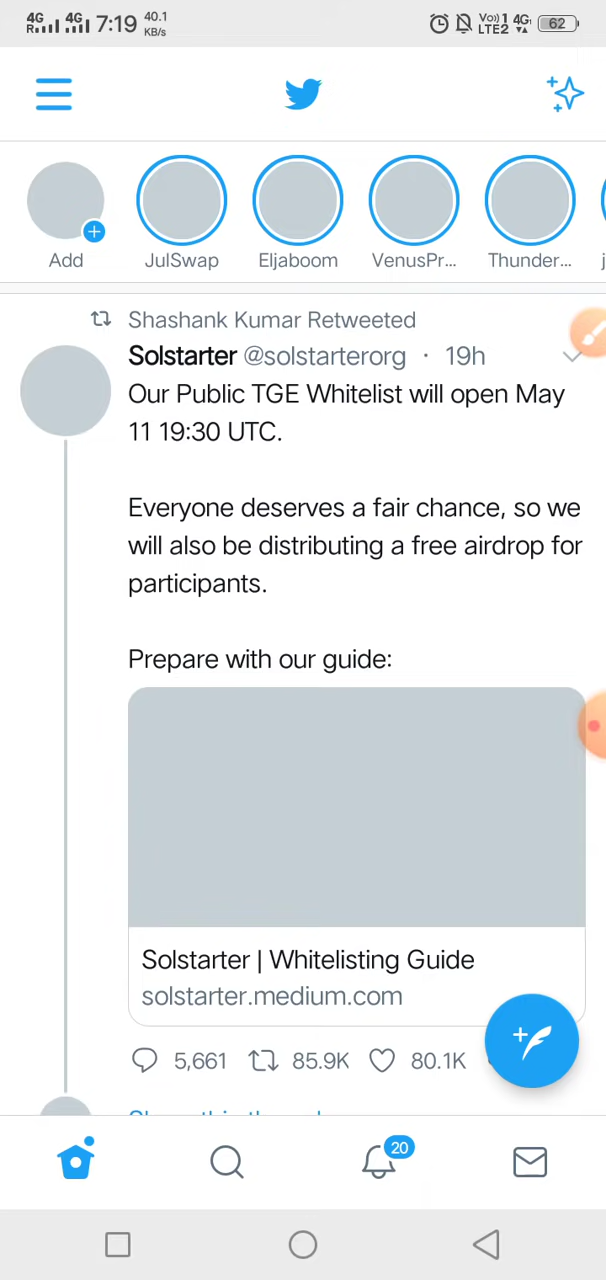 4G R 4G 7:19 40.1 KB/s Vo)) 1 LTE2 4G 62
Add JulSwap Eljaboom VenusPr... Thunder... j
Shashank Kumar Retweeted
Solstarter @solstarterorg · 19h
Our Public TGE Whitelist will open May
11 19:30 UTC.
Everyone deserves a fair chance, so we
will also be distributing a free airdrop for
participants.
Prepare with our guide:
Solstarter | Whitelisting Guide
solstarter.medium.com
5,661 85.9K 80.1K
20